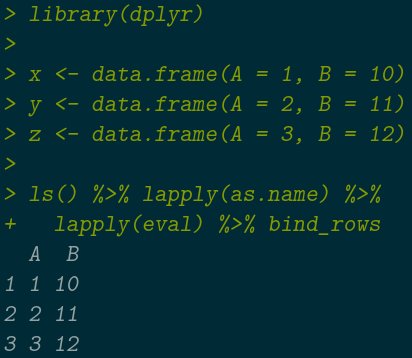 > library(dplyr)
>
> x <- data.frame(A = 1, B = 10)
> y <- data.frame(A = 2, B = 11)
> z <- data.frame(A = 3, B = 12)
>
> ls() %>% lapply(as.name) %>%
+   lapply(eval) %>% bind_rows
  A  B
1 1 10
2 2 11
3 3 12